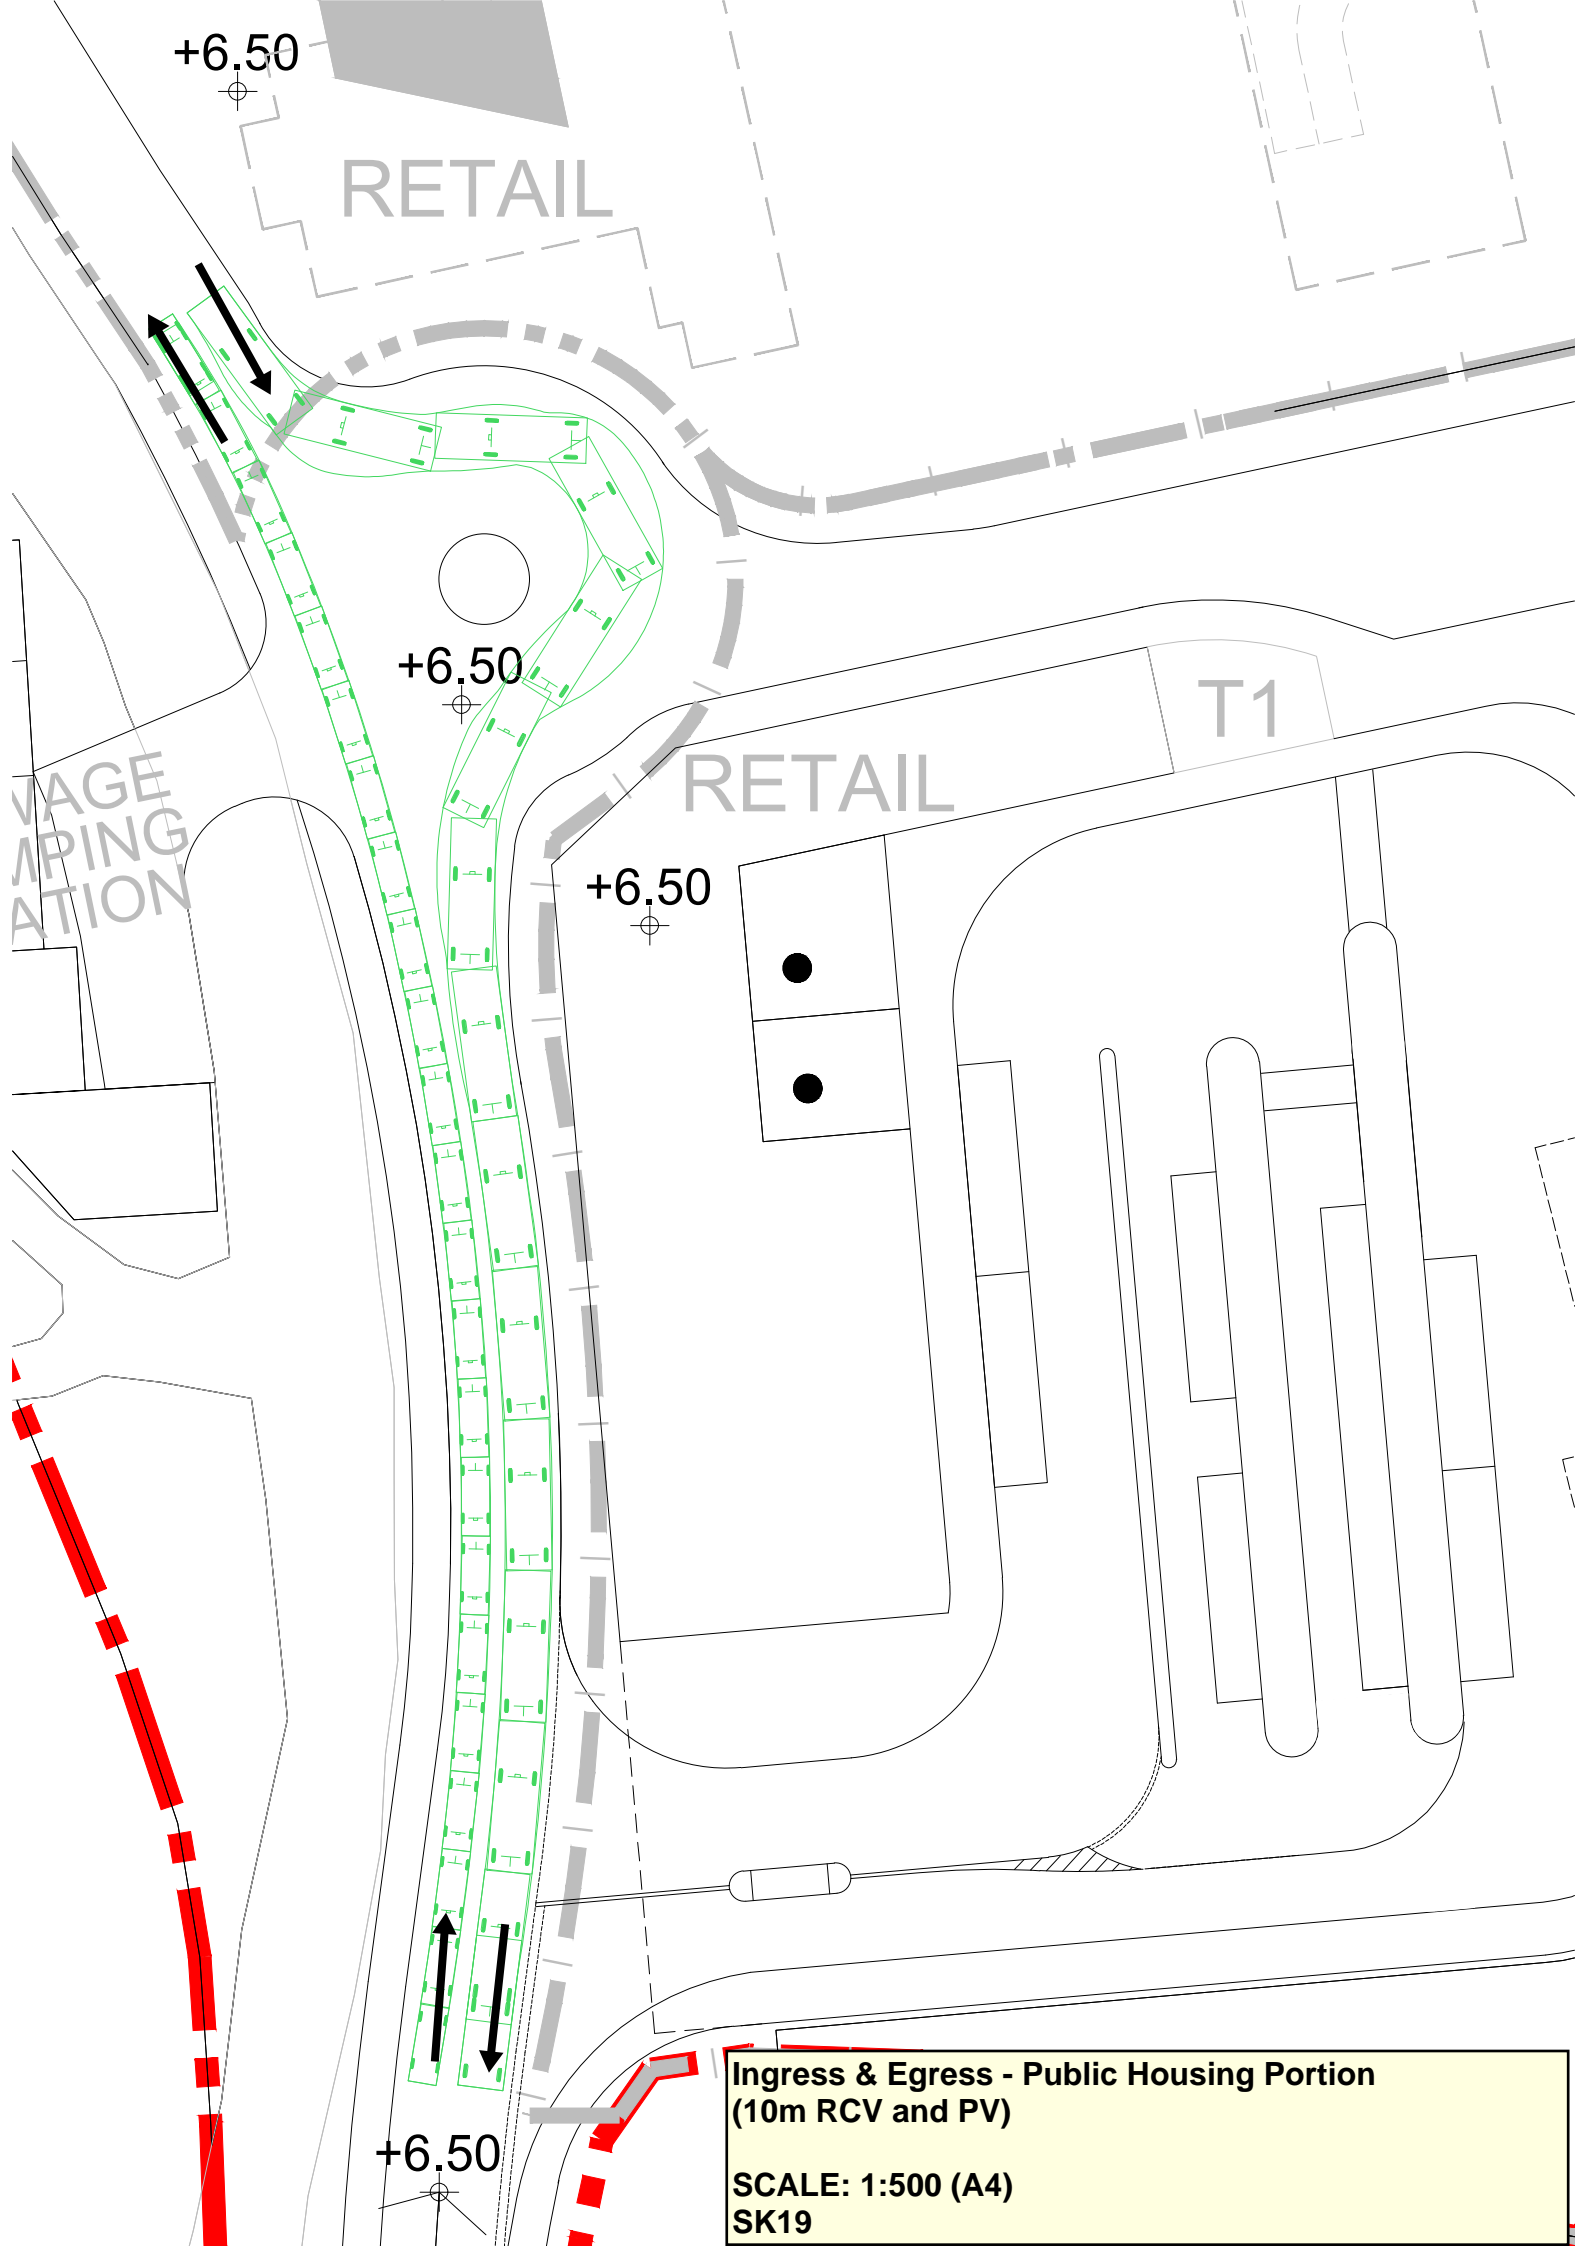 +6.50
RETAIL
+6.50
T1
RETAIL
+6.50
+6.50
Ingress & Egress - Public Housing Portion
(10m RCV and PV)
SCALE: 1:500 (A4)
SK19